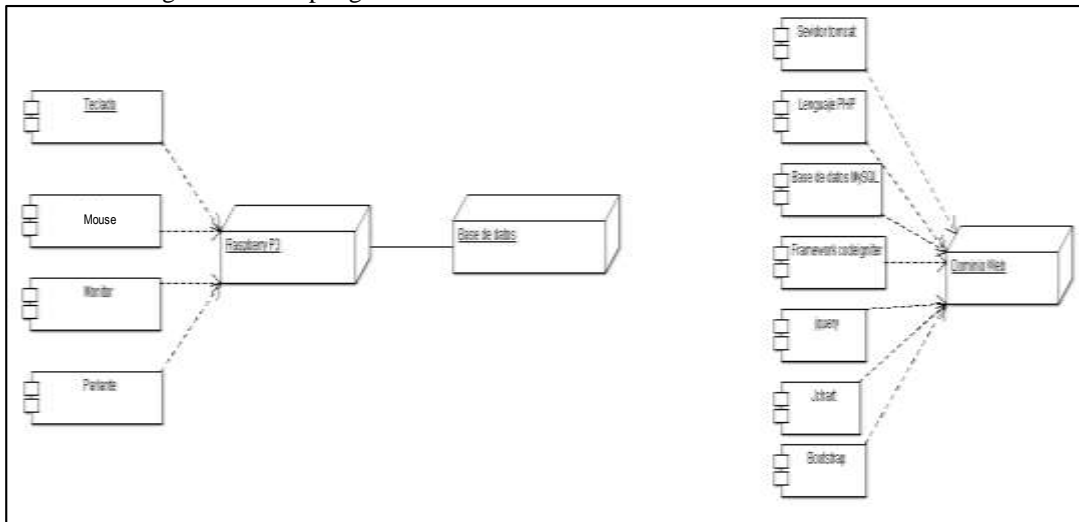 Teclado
Mouse
Monitor
Parlante
Raspberry P3
Base de datos
Sevidor tomcat
Lenguaje PHP
Base de datos MySQL
Framework codeigniter
jquery
Jchart
Bootstrap
Dominio Web